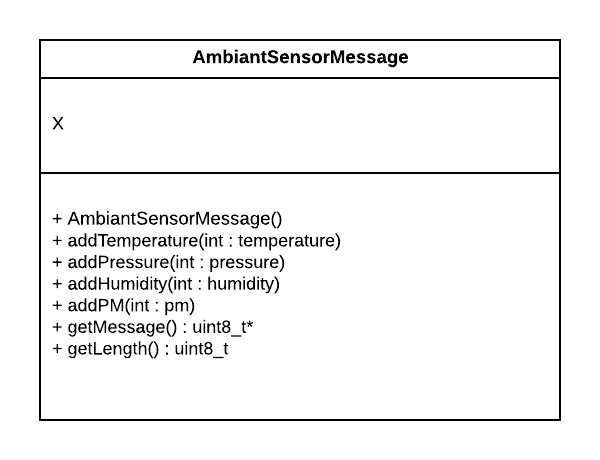 AmbiantSensorMessage
X
+ AmbiantSensorMessage()
+ addTemperature(int : temperature)
+ addPressure(int : pressure)
+ addHumidity(int : humidity)
+ addPM(int : pm)
+ getMessage() : uint8_t*
+ getLength() : uint8_t